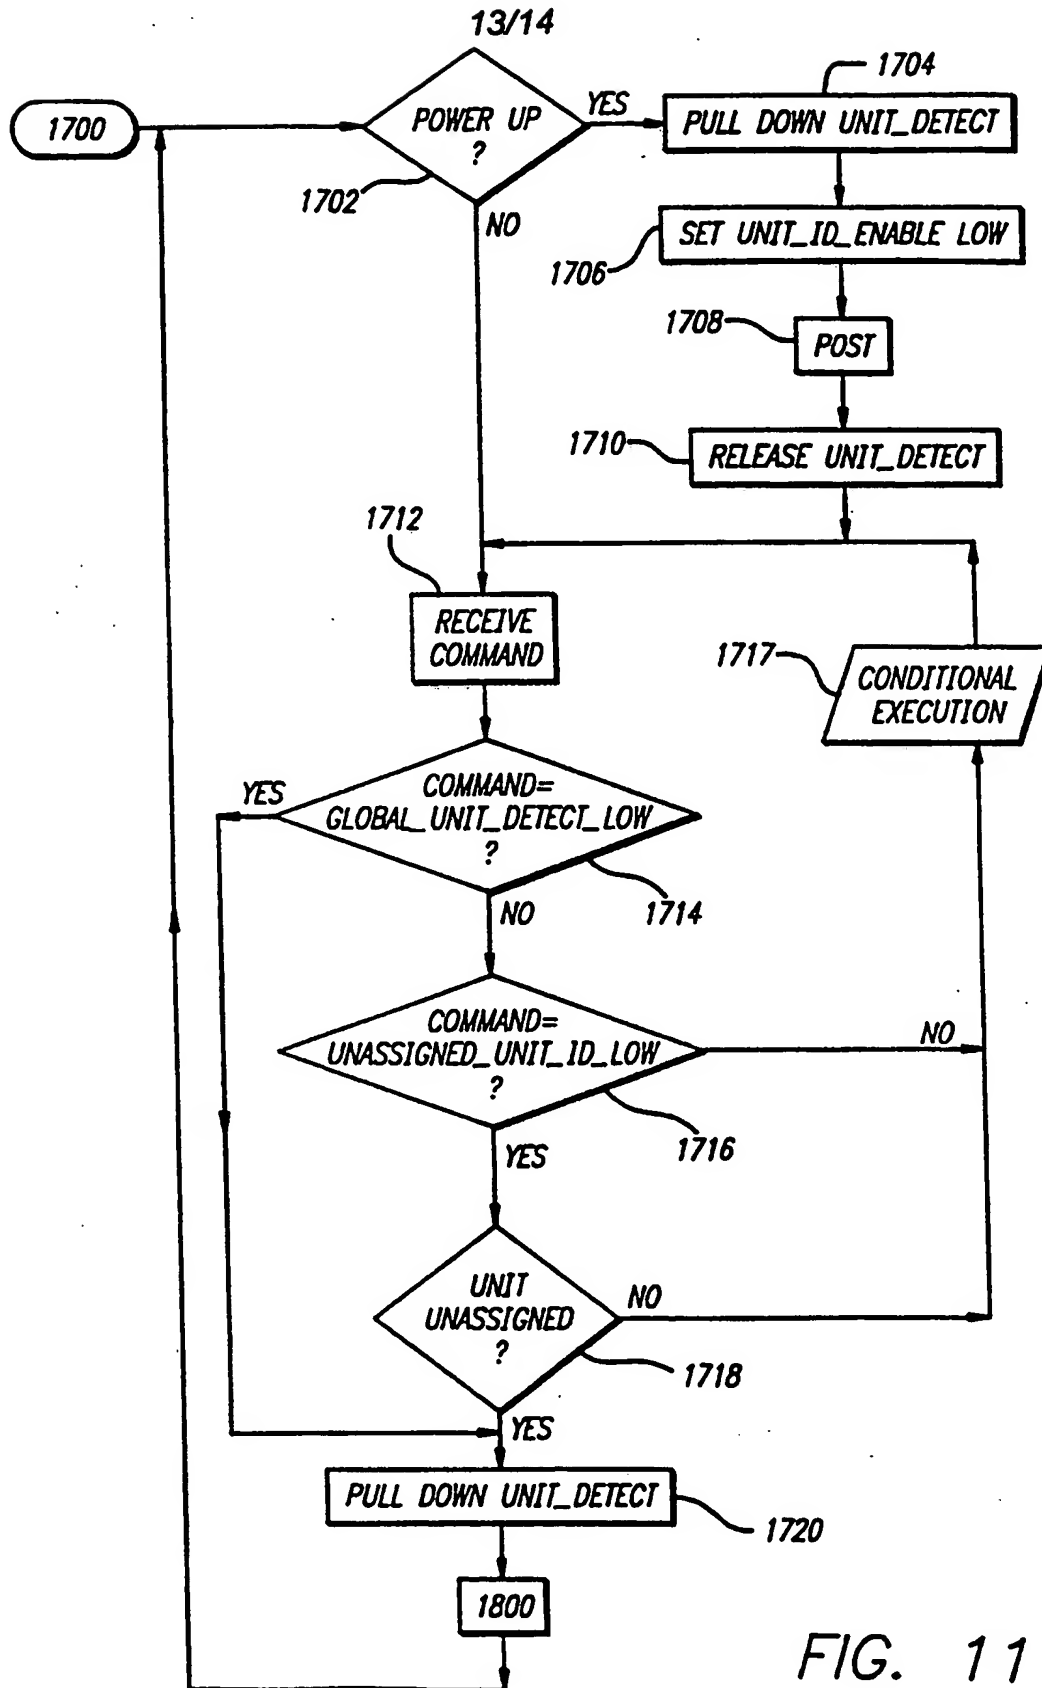 13/14
1700
POWER UP
?
1702
YES
NO
1704
PULL DOWN UNIT_DETECT
SET UNIT_ID_ENABLE LOW
1706
1708
POST
1710
RELEASE UNIT_DETECT
1712
RECEIVE
COMMAND
1717
CONDITIONAL
EXECUTION
YES
COMMAND=
GLOBAL_UNIT_DETECT_LOW
?
1714
NO
COMMAND=
UNASSIGNED_UNIT_ID_LOW
?
NO
1716
YES
UNIT
UNASSIGNED
?
NO
1718
YES
PULL DOWN UNIT_DETECT
1720
1800
FIG. 11